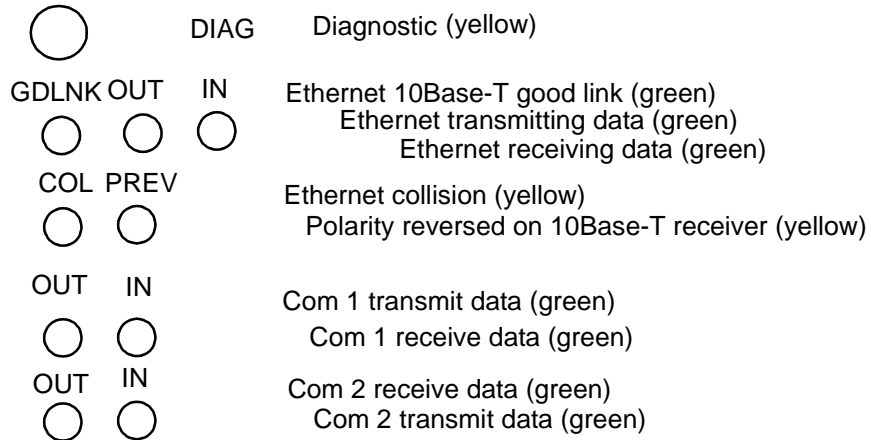 DIAG Diagnostic (yellow)
GDLNK OUT IN Ethernet 10Base-T good link (green)
Ethernet transmitting data (green)
Ethernet receiving data (green)
COL PREV Ethernet collision (yellow)
Polarity reversed on 10Base-T receiver (yellow)
OUT IN Com 1 transmit data (green)
Com 1 receive data (green)
OUT IN Com 2 receive data (green)
Com 2 transmit data (green)